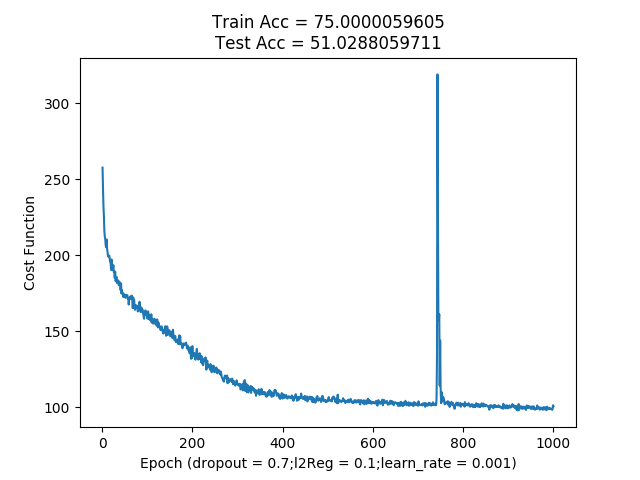 Train Acc = 75.0000059605
Test Acc = 51.0288059711
300
250
200
150
100
Cost Function
0 200 400 600 800 1000
Epoch (dropout = 0.7;l2Reg = 0.1;learn_rate = 0.001)